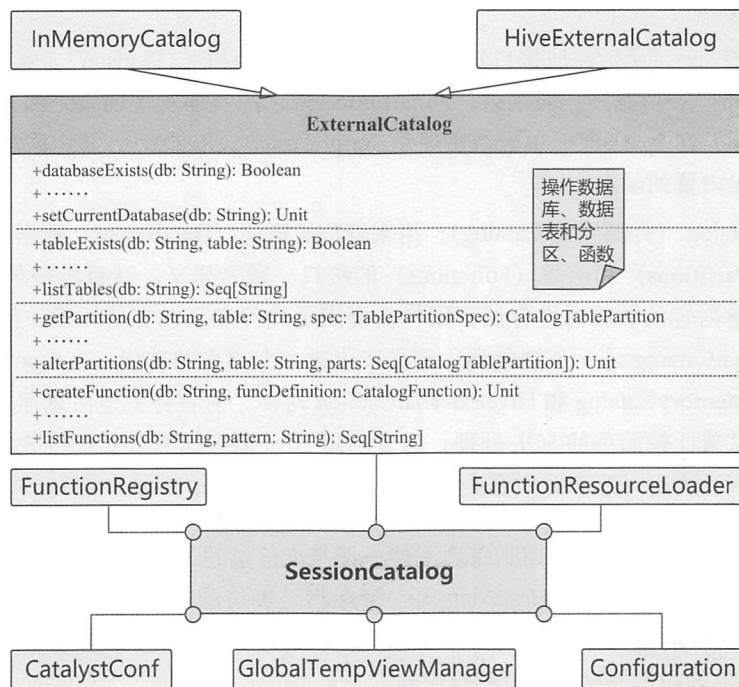 InMemoryCatalog
HiveExternalCatalog
ExternalCatalog
+databaseExists(db: String): Boolean
+ ······
+setCurrentDatabase(db: String): Unit
+tableExists(db: String, table: String): Boolean
+ ······
+listTables(db: String): Seq[String]
+getPartition(db: String, table: String, spec: TablePartitionSpec): CatalogTablePartition
+ ······
+alterPartitions(db: String, table: String, parts: Seq[CatalogTablePartition]): Unit
+createFunction(db: String, funcDefinition: CatalogFunction): Unit
+ ······
+listFunctions(db: String, pattern: String): Seq[String]
操作数据
库、数据
表和分
区、函数
FunctionRegistry
FunctionResourceLoader
SessionCatalog
CatalystConf
GlobalTempViewManager
Configuration